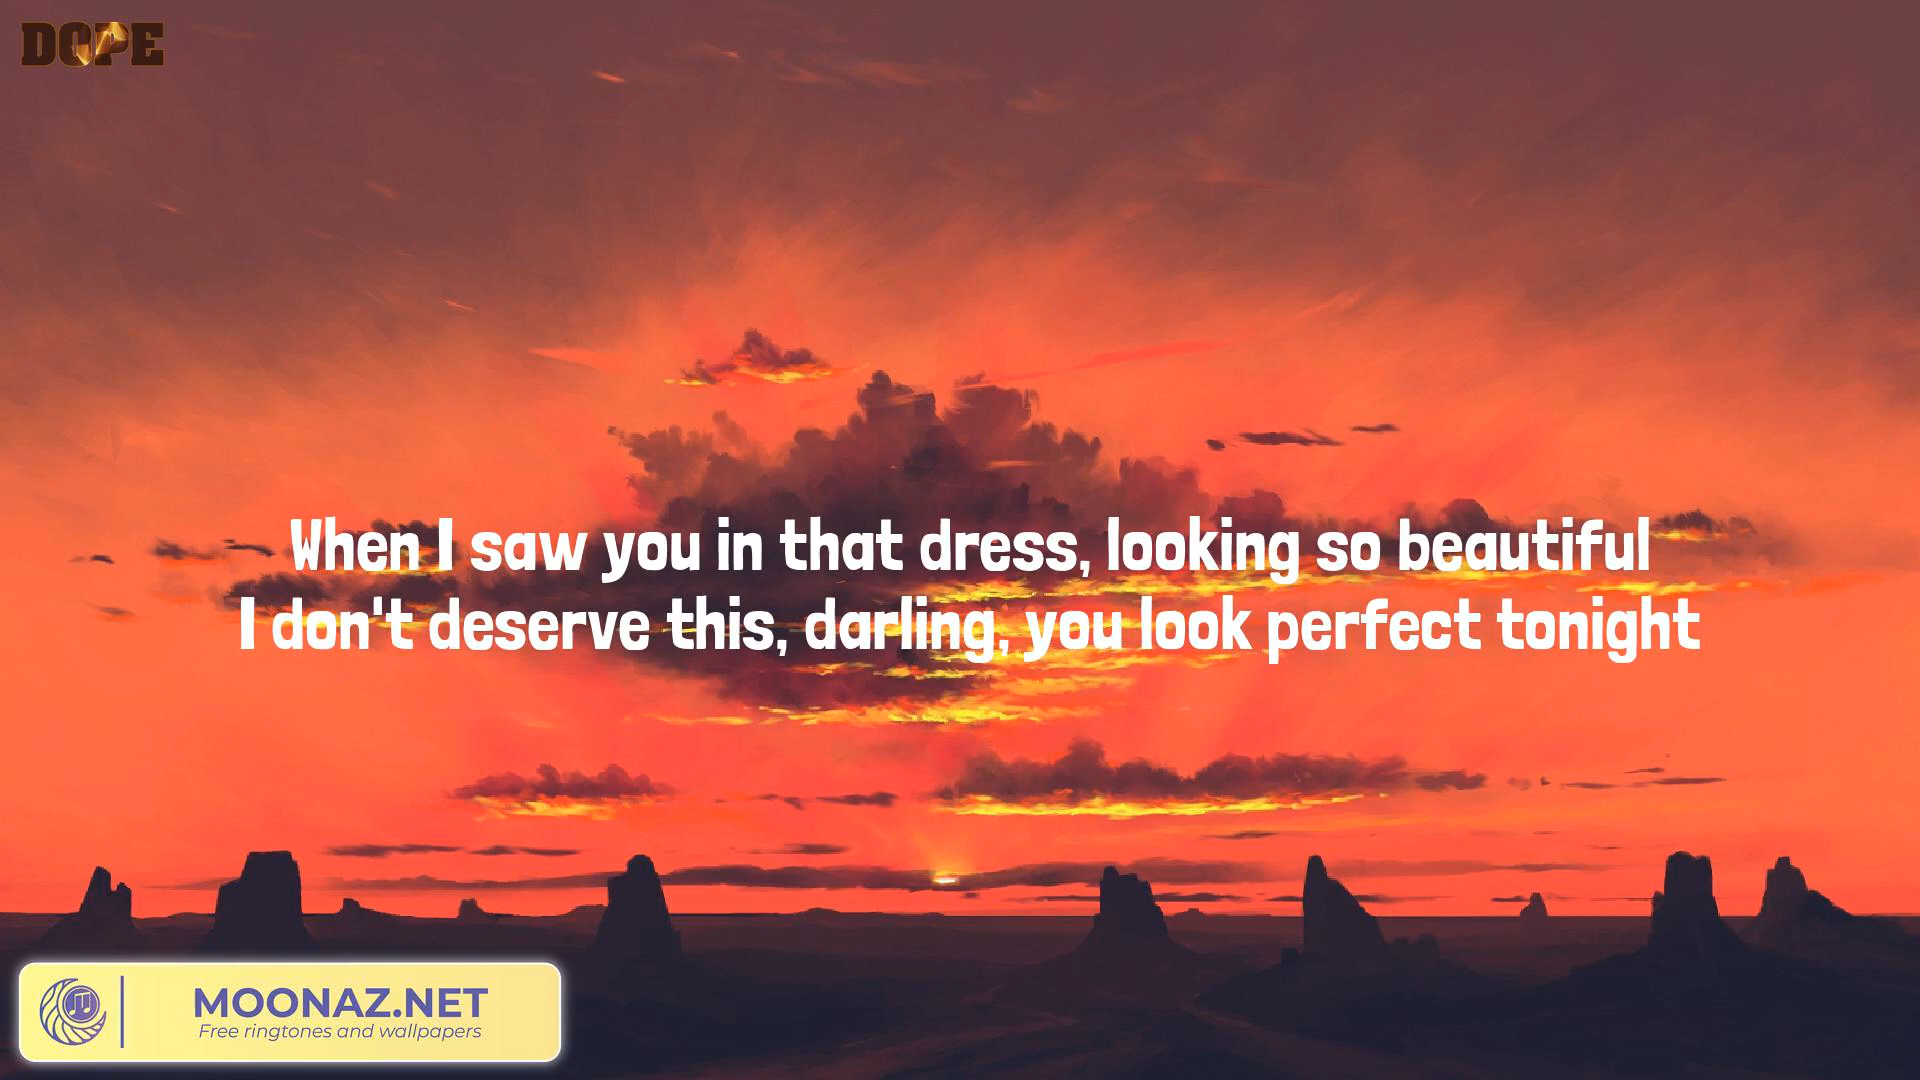 DOPE
When I saw you in that dress, looking so beautiful
I don't deserve this, darling, you look perfect tonight
MOONAZ.NET
Free ringtones and wallpapers